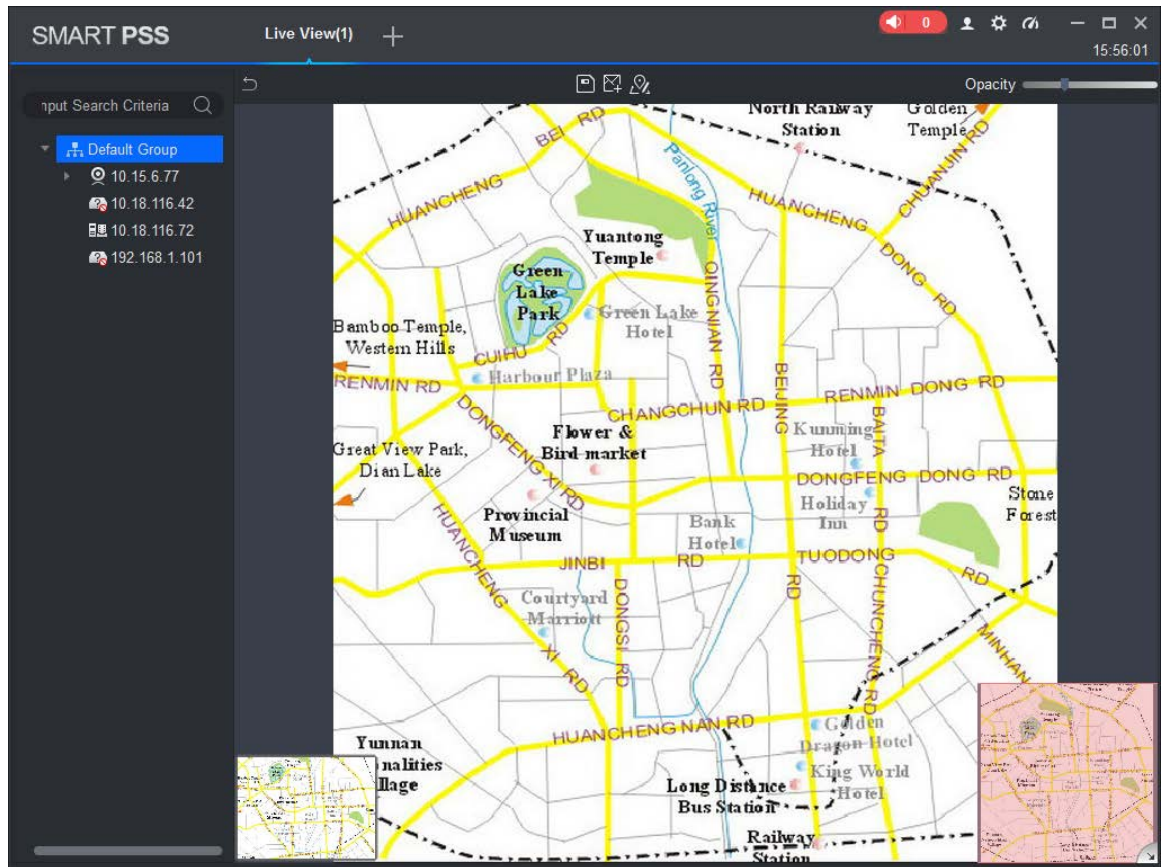 SMART PSS
Live View(1)
0
15:56:01
nput Search Criteria
Opacity
Default Group
10.15.6.77
10.18.116.42
10.18.116.72
192.168.1.101
North Railway
Station
Golden
Temple
BEI RD
HUANCHENG
Panlong River
HUANCHENG DONG RD
CHUANJIN RD
Yuantong
Temple
Green
Lake
Park
QINGNIAN RD
Green Lake
Hotel
Bamboo Temple,
Western Hills
CUIHU RD
Harbour Plaza
RENMIN RD
BEIJING RD
RENMIN DONG RD
CHANGCHUN RD
BAITA RD
DONGFENG XI RD
Flower &
Bird market
Kunming
Hotel
Great View Park,
Dian Lake
DONGFENG DONG RD
Stone
Forest
Holiday
Inn
Provincial
Museum
Bank
Hotel
HUANCHENG XI RD
JINBI RD
TUODONG RD
Courtyard
Marriott
DONGSI RD
CHUNCHENG RD
MINHAN
HUANCHENG NAN RD
Golden
Dragon Hotel
Yunnan
onalities
llage
King World
Hotel
Long Distance
Bus Station
Railway
Station